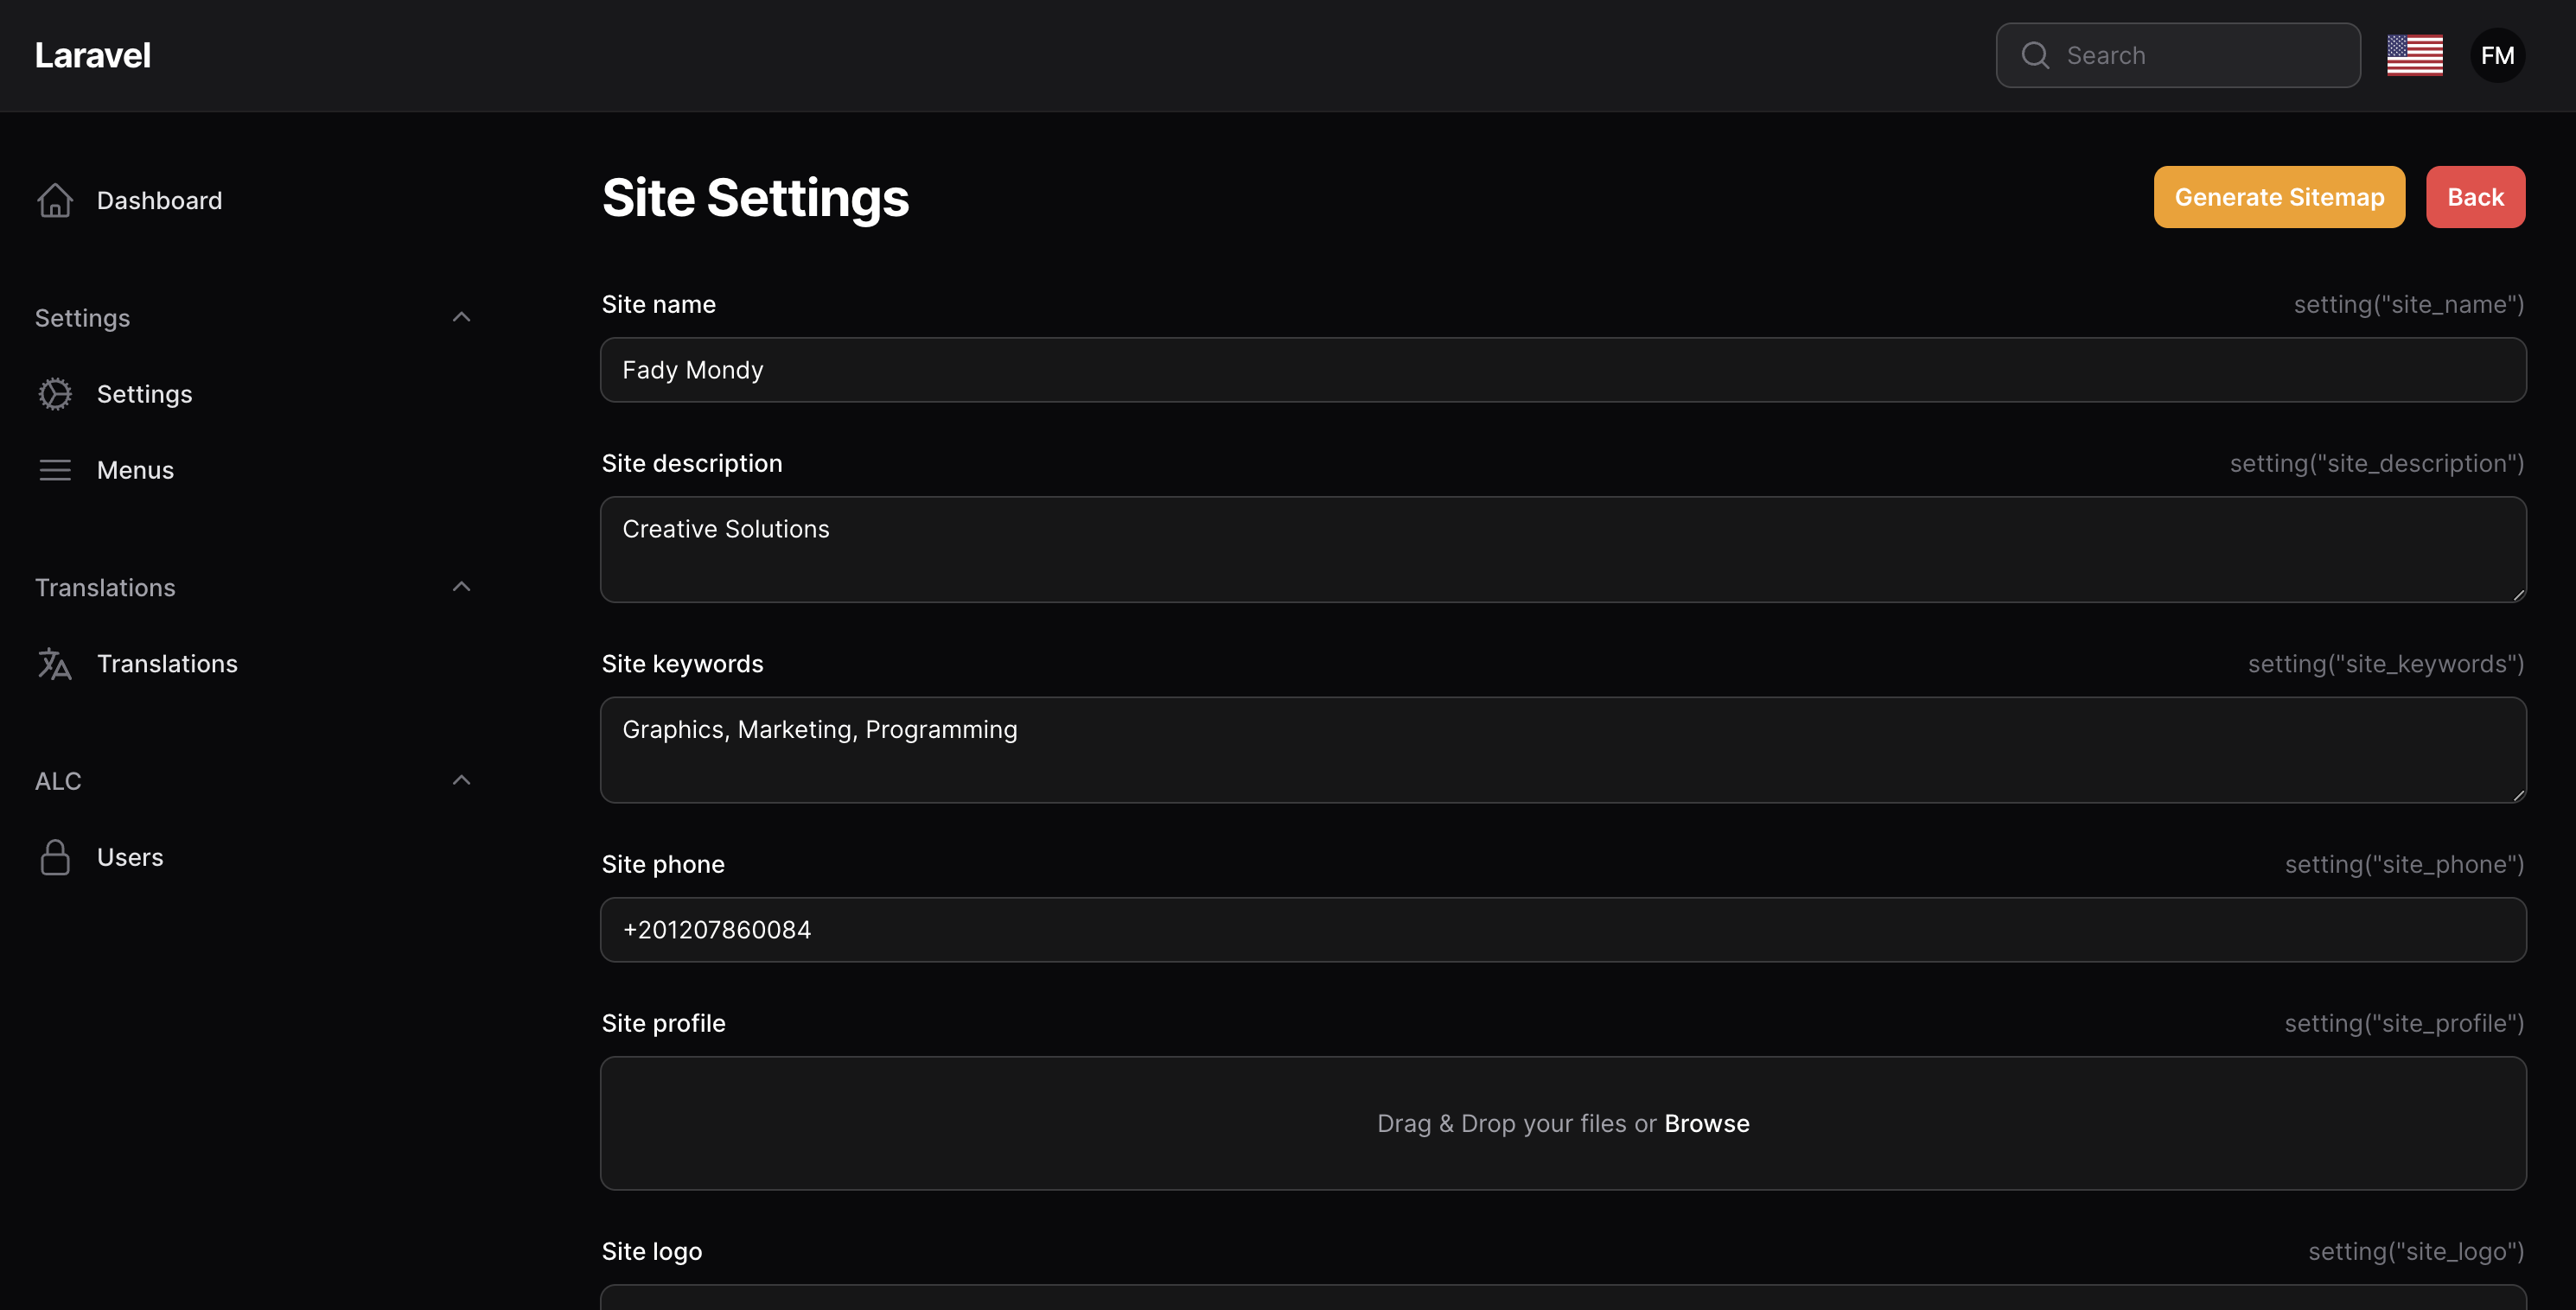 Laravel
Search
FM
Dashboard
Settings
Settings
Menus
Translations
Translations
ALC
Users
Site Settings
Generate Sitemap
Back
Site name
setting("site_name")
Fady Mondy
Site description
setting("site_description")
Creative Solutions
Site keywords
setting("site_keywords")
Graphics, Marketing, Programming
Site phone
setting("site_phone")
+201207860084
Site profile
setting("site_profile")
Drag & Drop your files or Browse
Site logo
setting("site_logo")